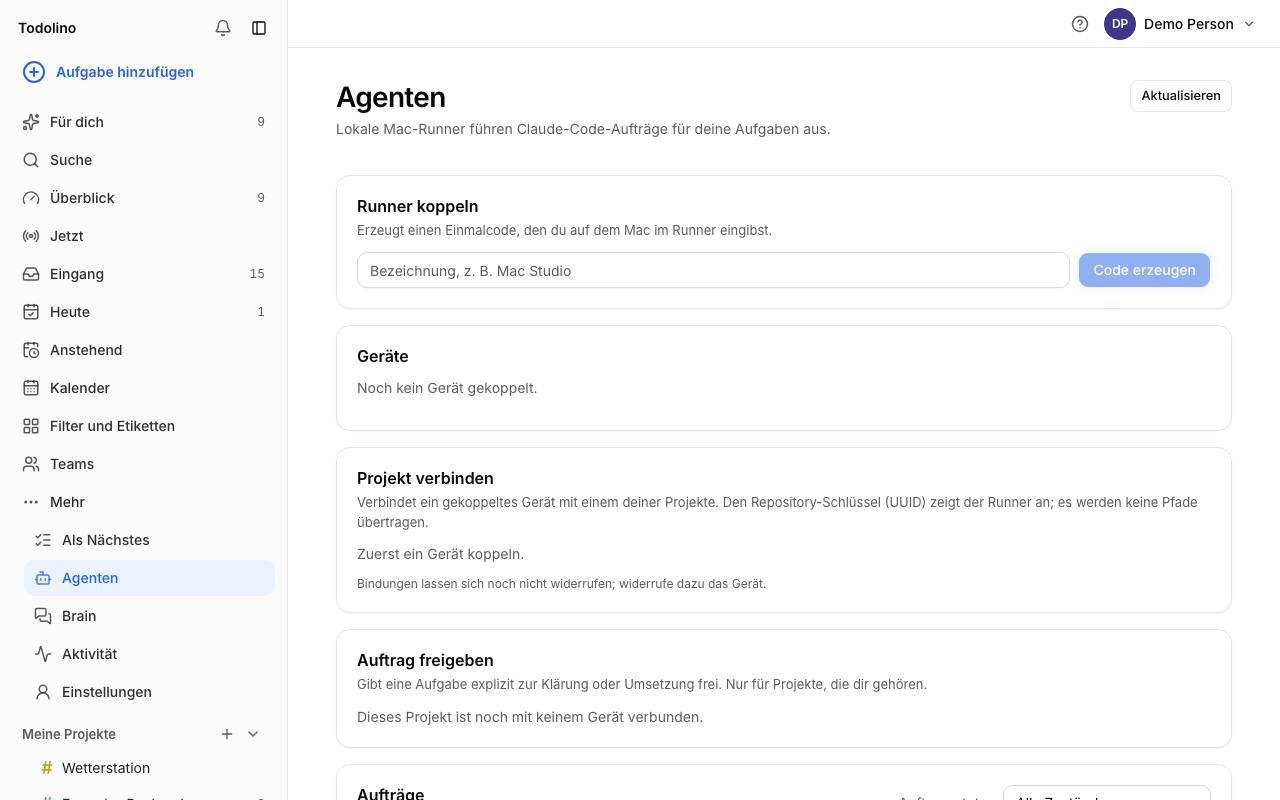 Todolino
Aufgabe hinzufügen
Für dich 9
Suche
Überblick 9
Jetzt
Eingang 15
Heute 1
Anstehend
Kalender
Filter und Etiketten
Teams
Mehr
Als Nächstes
Agenten
Brain
Aktivität
Einstellungen
Meine Projekte
# Wetterstation
DP Demo Person
Agenten
Aktualisieren
Lokale Mac-Runner führen Claude-Code-Aufträge für deine Aufgaben aus.
Runner koppeln
Erzeugt einen Einmalcode, den du auf dem Mac im Runner eingibst.
Bezeichnung, z. B. Mac Studio
Code erzeugen
Geräte
Noch kein Gerät gekoppelt.
Projekt verbinden
Verbindet ein gekoppeltes Gerät mit einem deiner Projekte. Den Repository-Schlüssel (UUID) zeigt der Runner an; es werden keine Pfade
übertragen.
Zuerst ein Gerät koppeln.
Bindungen lassen sich noch nicht widerrufen; widerrufe dazu das Gerät.
Auftrag freigeben
Gibt eine Aufgabe explizit zur Klärung oder Umsetzung frei. Nur für Projekte, die dir gehören.
Dieses Projekt ist noch mit keinem Gerät verbunden.
Aufträge